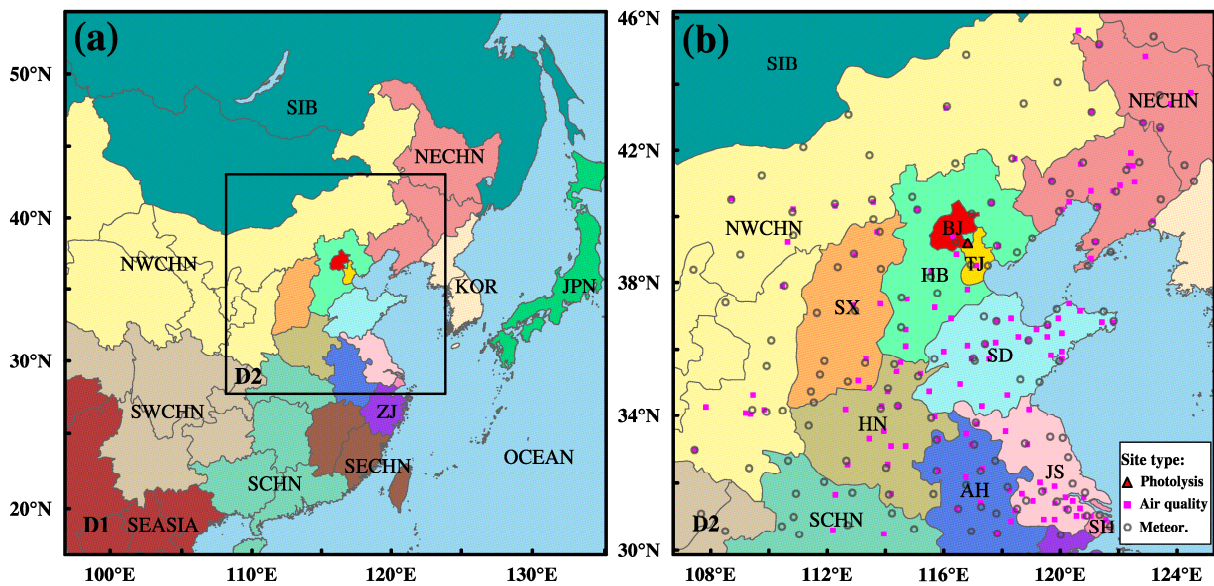 (a)
50°N
40°N
30°N
20°N
100°E
110°E
120°E
130°E
SIB
NECHN
NWCHN
KOR
JPN
D2
SWCHN
ZJ
SECHN
OCEAN
SCHN
D1
SEASIA
(b)
46°N
42°N
38°N
34°N
30°N
108°E
112°E
116°E
120°E
124°E
SIB
NECHN
NWCHN
BJ
TJ
HB
SX
SD
HN
JS
AH
SCHN
SH
D2
Site type:
Photolysis
Air quality
Meteor.